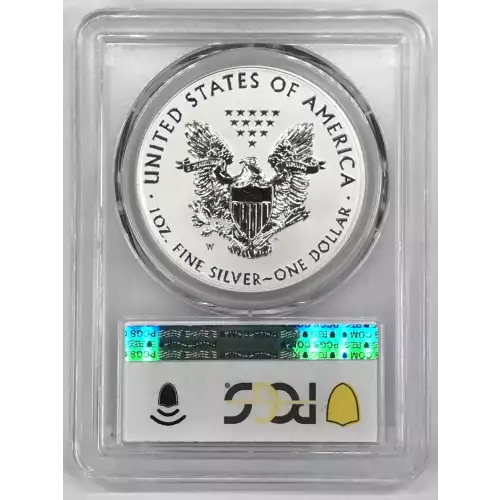 UNITED STATES OF AMERICA
W
1 OZ. FINE SILVER~ONE DOLLAR
PCGS